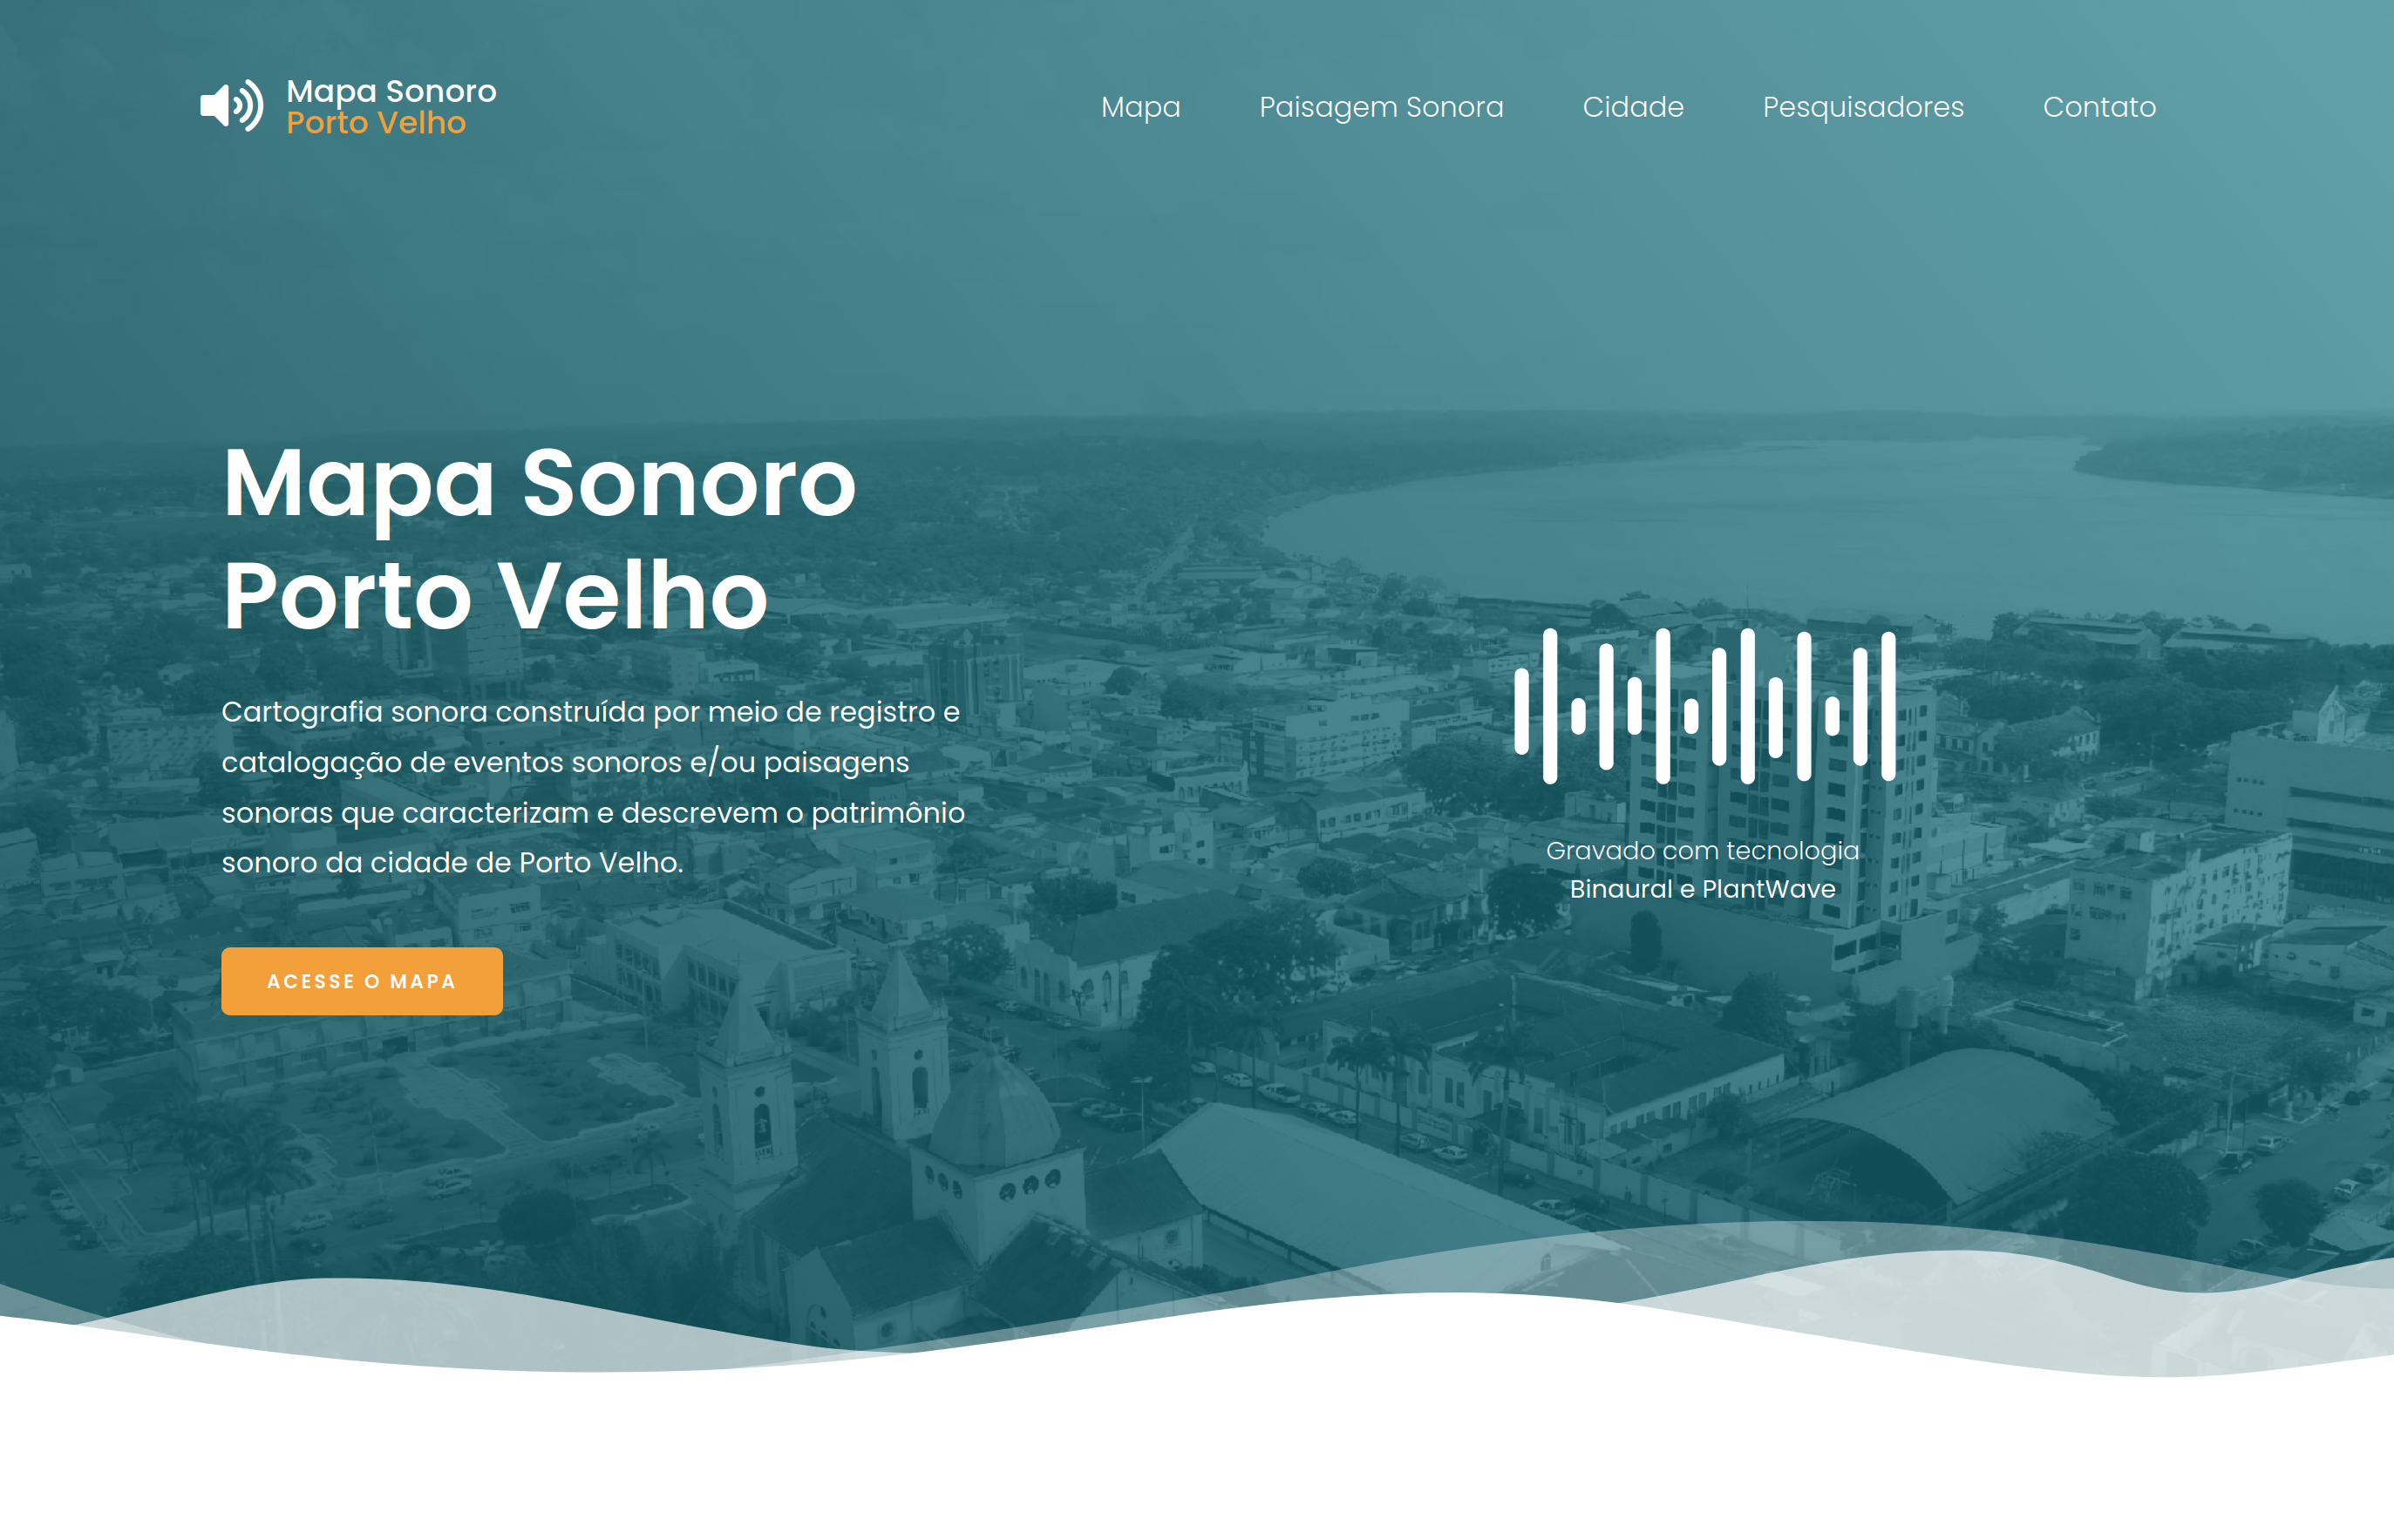 Mapa Sonoro
Porto Velho
Mapa
Paisagem Sonora
Cidade
Pesquisadores
Contato
Mapa Sonoro
Porto Velho
Cartografia sonora construída por meio de registro e
catalogação de eventos sonoros e/ou paisagens
sonoras que caracterizam e descrevem o patrimônio
sonoro da cidade de Porto Velho.
ACESSE O MAPA
Gravado com tecnologia
Binaural e PlantWave